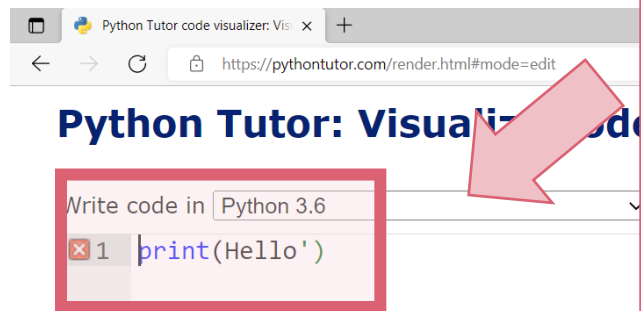 Python Tutor code visualizer: Vis
https://pythontutor.com/render.html#mode=edit
Python Tutor: Visualiz
Write code in Python 3.6
1 print(Hello')